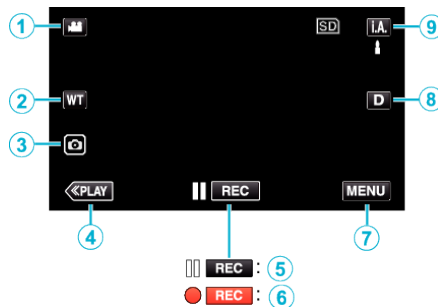 1 SD i.A. 9
2 WT D 8
3
≪PLAY REC MENU
4 7
REC : 5
REC : 6